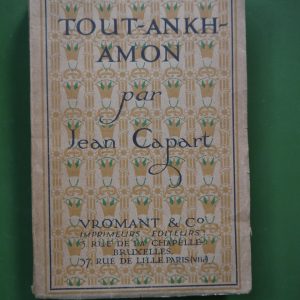 TOUT-ANKH-
AMON
par
Jean Capart
VROMANT & Co
IMPRIMEURS EDITEURS
3, RUE DE LA CHAPELLE
BRUXELLES
37, RUE DE LILLE PARIS (VIIe)